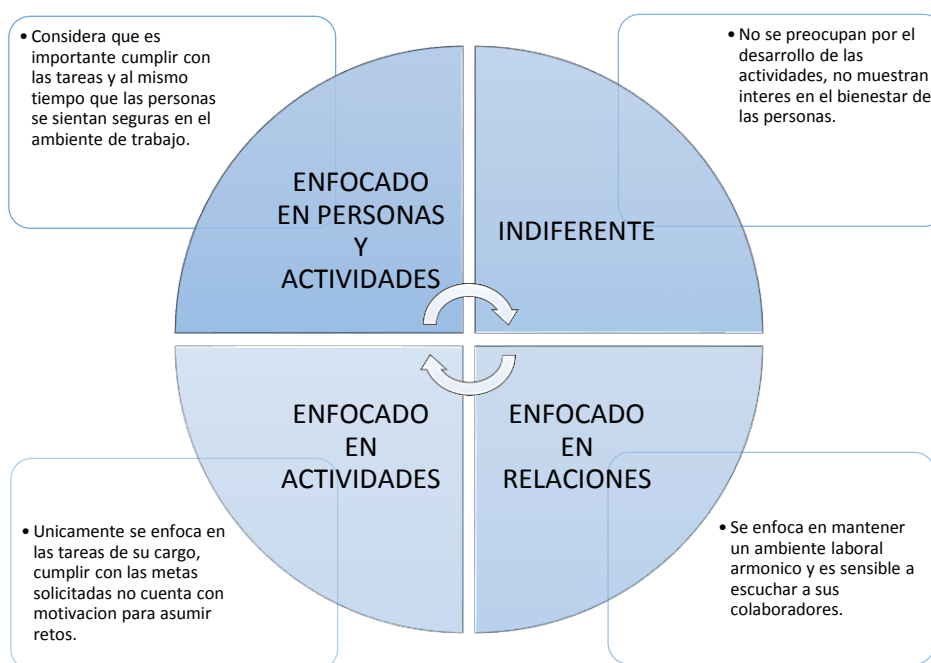 • Considera que es
importante cumplir con
las tareas y al mismo
tiempo que las personas
se sientan seguras en el
ambiente de trabajo.
• No se preocupan por el
desarrollo de las
actividades, no muestran
interes en el bienestar de
las personas.
ENFOCADO
EN PERSONAS
Y
ACTIVIDADES
INDIFERENTE
ENFOCADO
EN
ACTIVIDADES
ENFOCADO
EN
RELACIONES
• Unicamente se enfoca en
las tareas de su cargo,
cumplir con las metas
solicitadas no cuenta con
motivacion para asumir
retos.
• Se enfoca en mantener
un ambiente laboral
armonico y es sensible a
escuchar a sus
colaboradores.